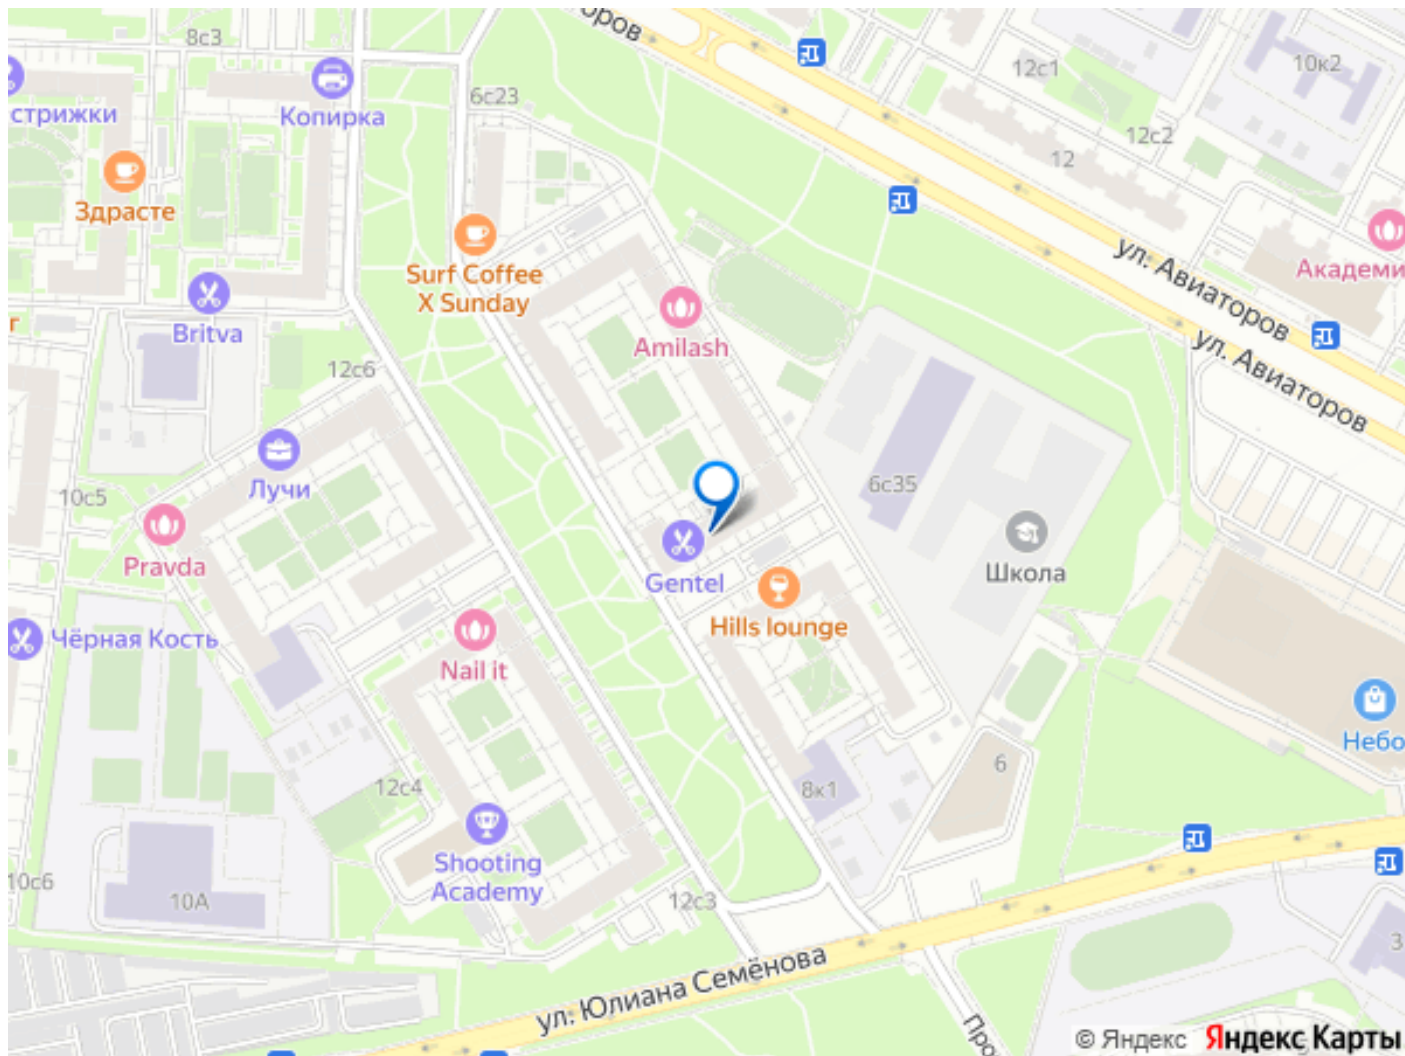 8с3
6с23
12с1
10к2
стрижки
Копирка
12с2
12
Здрасте
Surf Coffee
X Sunday
ул. Авиаторов
Академи
г
Britva
Amilash
ул. Авиаторов
12с6
10с5
Лучи
6с35
Pravda
Gentel
Школа
Чёрная Кость
Hills lounge
Nail it
Небо
12с4
8к1
6
Shooting
Academy
10с6
10А
12с3
3
ул. Юлиана Семёнова
Про
© Яндекс Яндекс Карты